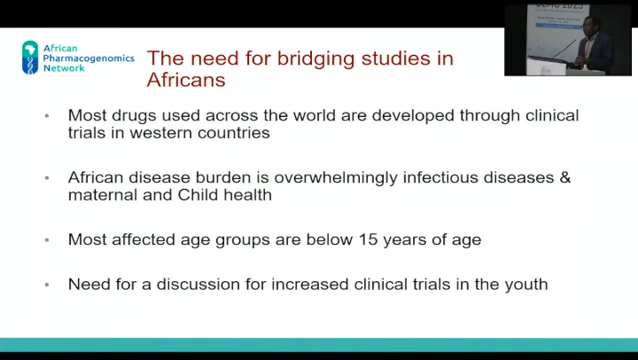 African
Pharmacogenomics
Network
The need for bridging studies in
Africans
• Most drugs used across the world are developed through clinical
trials in western countries
• African disease burden is overwhelmingly infectious diseases &
maternal and Child health
• Most affected age groups are below 15 years of age
• Need for a discussion for increased clinical trials in the youth